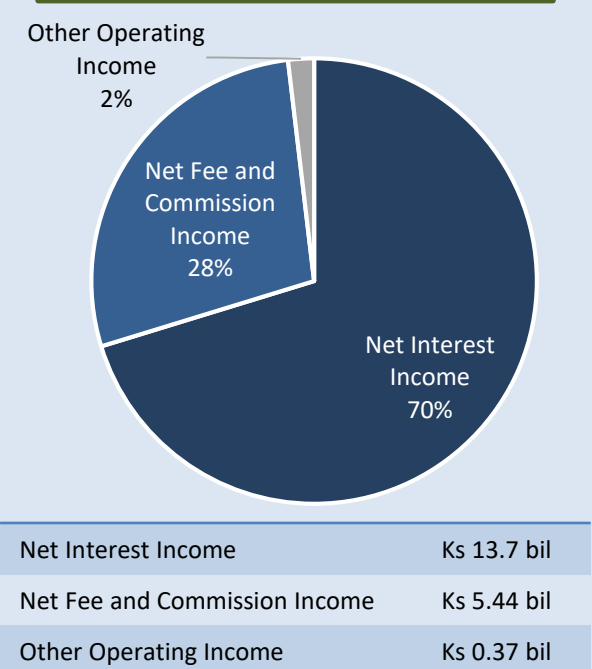 Other Operating
Income
2%
Net Fee and
Commission
Income
28%
Net Interest
Income
70%
Net Interest Income Ks 13.7 bil
Net Fee and Commission Income Ks 5.44 bil
Other Operating Income Ks 0.37 bil